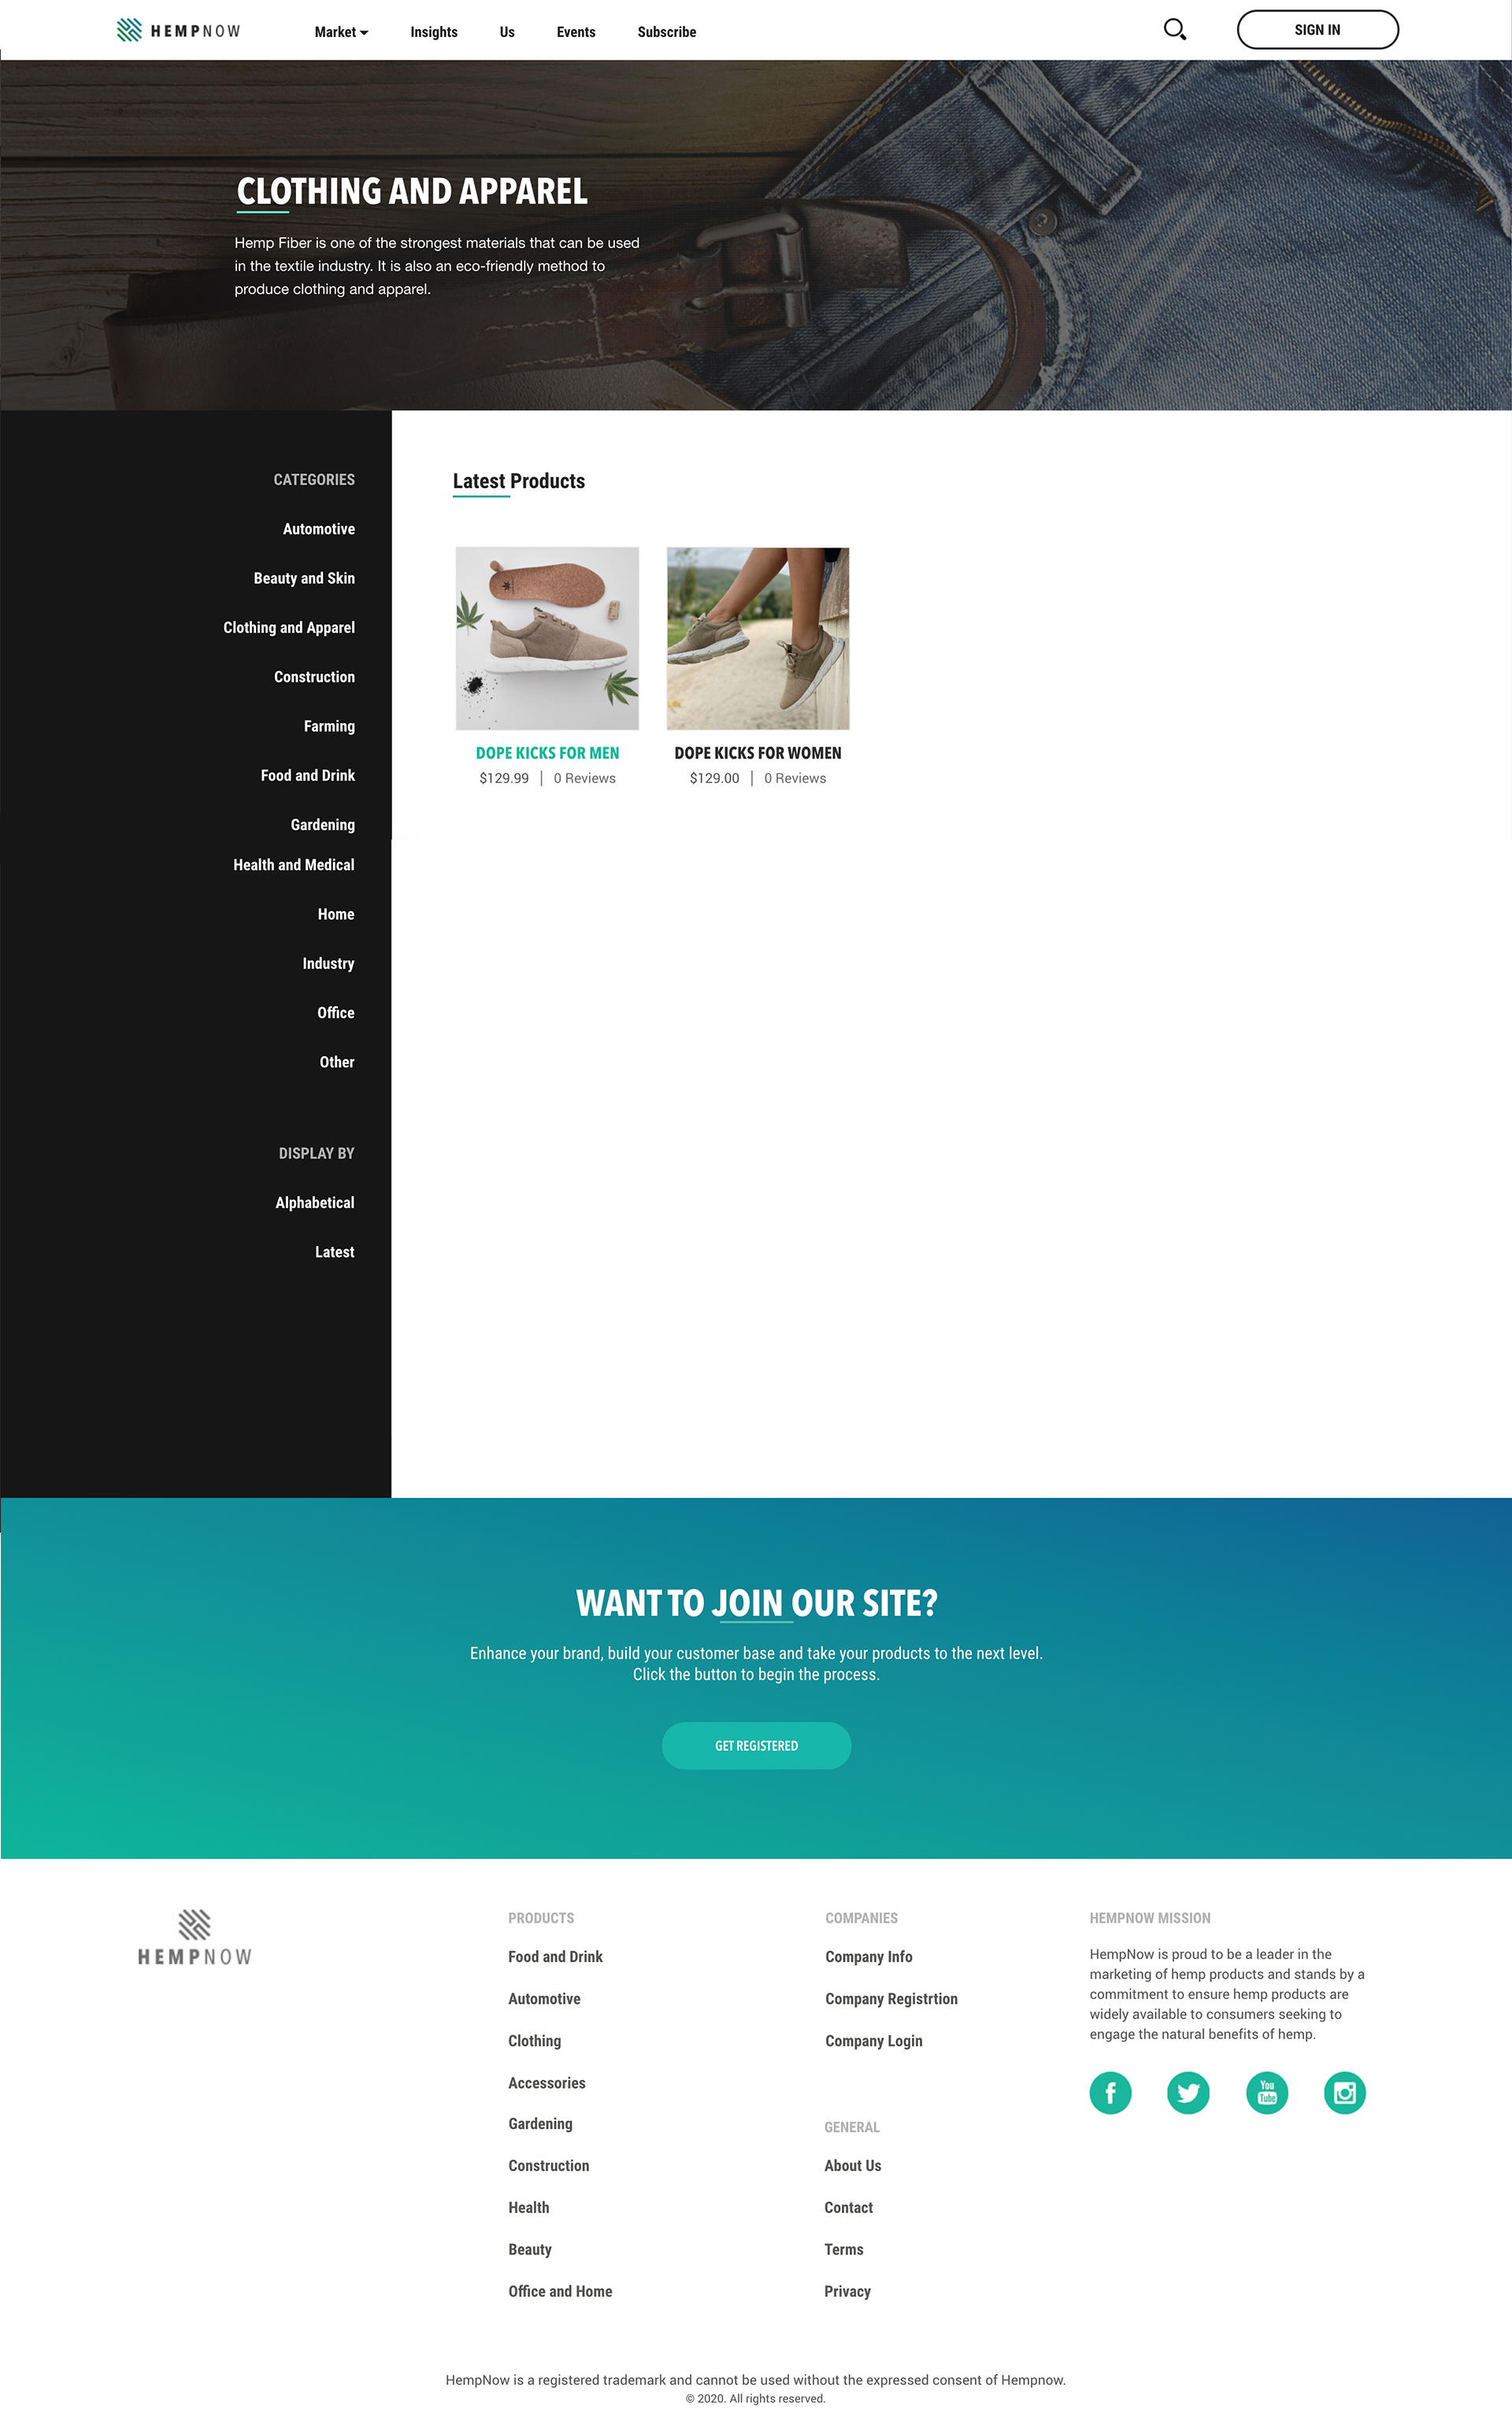 HEMPNOW
Market
Insights
Us
Events
Subscribe
SIGN IN
CLOTHING AND APPAREL
Hemp Fiber is one of the strongest materials that can be used
in the textile industry. It is also an eco-friendly method to
produce clothing and apparel.
CATEGORIES
Automotive
Beauty and Skin
Clothing and Apparel
Construction
Farming
Food and Drink
Gardening
Health and Medical
Home
Industry
Office
Other
DISPLAY BY
Alphabetical
Latest
Latest Products
DOPE KICKS FOR MEN
$129.99 | 0 Reviews
DOPE KICKS FOR WOMEN
$129.00 | 0 Reviews
WANT TO JOIN OUR SITE?
Enhance your brand, build your customer base and take your products to the next level.
Click the button to begin the process.
GET REGISTERED
HEMPNOW
PRODUCTS
Food and Drink
Automotive
Clothing
Accessories
Gardening
Construction
Health
Beauty
Office and Home
COMPANIES
Company Info
Company Registrtion
Company Login
GENERAL
About Us
Contact
Terms
Privacy
HEMPNOW MISSION
HempNow is proud to be a leader in the
marketing of hemp products and stands by a
commitment to ensure hemp products are
widely available to consumers seeking to
engage the natural benefits of hemp.
f
You
Tube
HempNow is a registered trademark and cannot be used without the expressed consent of Hempnow.
© 2020. All rights reserved.